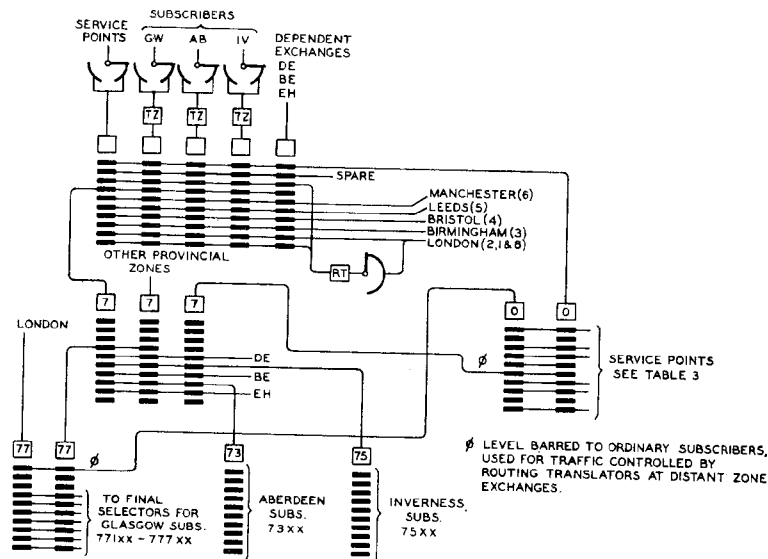 SUBSCRIBERS
SERVICE POINTS
GW
AB
IV
DEPENDENT EXCHANGES
DE
BE
EH
TZ
TZ
TZ
SPARE
MANCHESTER(6)
LEEDS(5)
BRISTOL(4)
BIRMINGHAM(3)
LONDON(2,1&8)
RT
OTHER PROVINCIAL ZONES
7
7
7
0
0
LONDON
DE
BE
EH
ϕ
SERVICE POINTS
SEE TABLE 3
77
77
73
75
ϕ
TO FINAL
SELECTORS FOR
GLASGOW SUBS.
771XX - 777XX
ABERDEEN
SUBS.
73XX
INVERNESS,
SUBS.
75XX
ϕ LEVEL BARRED TO ORDINARY SUBSCRIBERS,
USED FOR TRAFFIC CONTROLLED BY
ROUTING TRANSLATORS AT DISTANT ZONE
EXCHANGES.